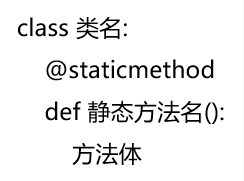 class 类名:
@staticmethod
def 静态方法名():
方法体